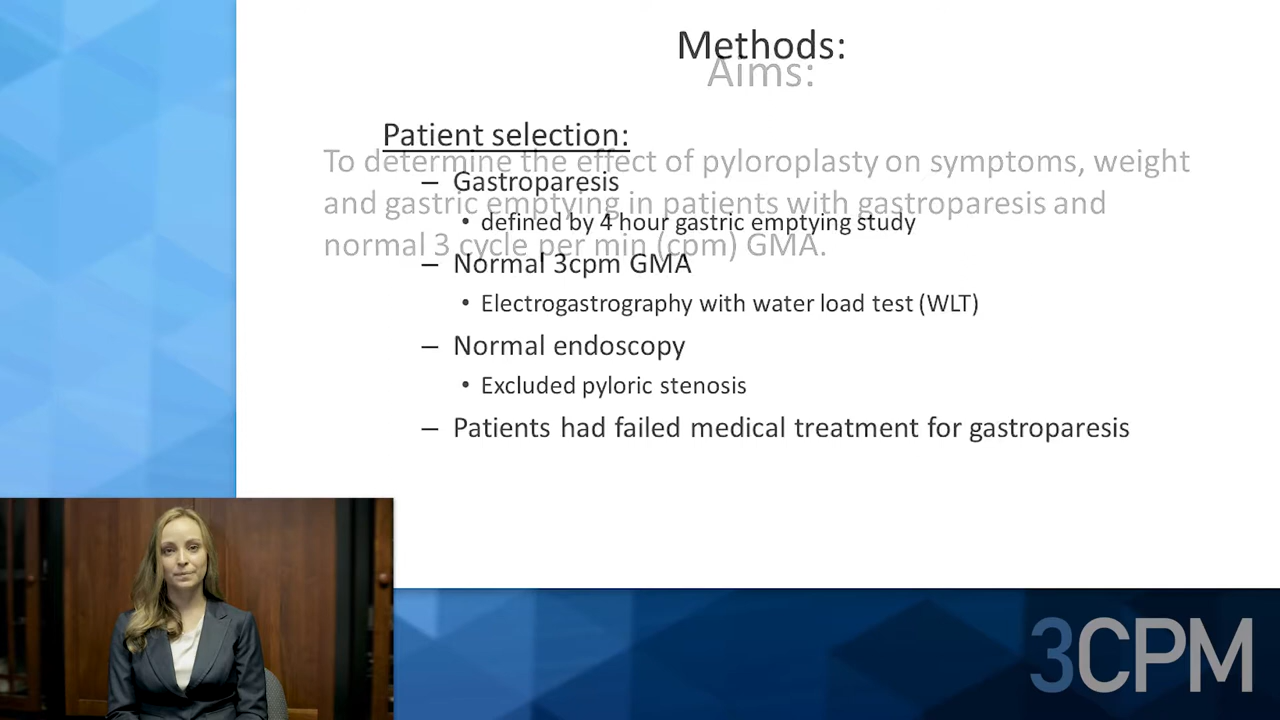 Methods:
Aims:
Patient selection:
To determine the effect of pyloroplasty on symptoms, weight
and gastric emptying in patients with gastroparesis and
normal 3 cycle per min (cpm) GMA.
– Gastroparesis
• defined by 4 hour gastric emptying study
– Normal 3cpm GMA
• Electrogastrography with water load test (WLT)
– Normal endoscopy
• Excluded pyloric stenosis
– Patients had failed medical treatment for gastroparesis
3CPM